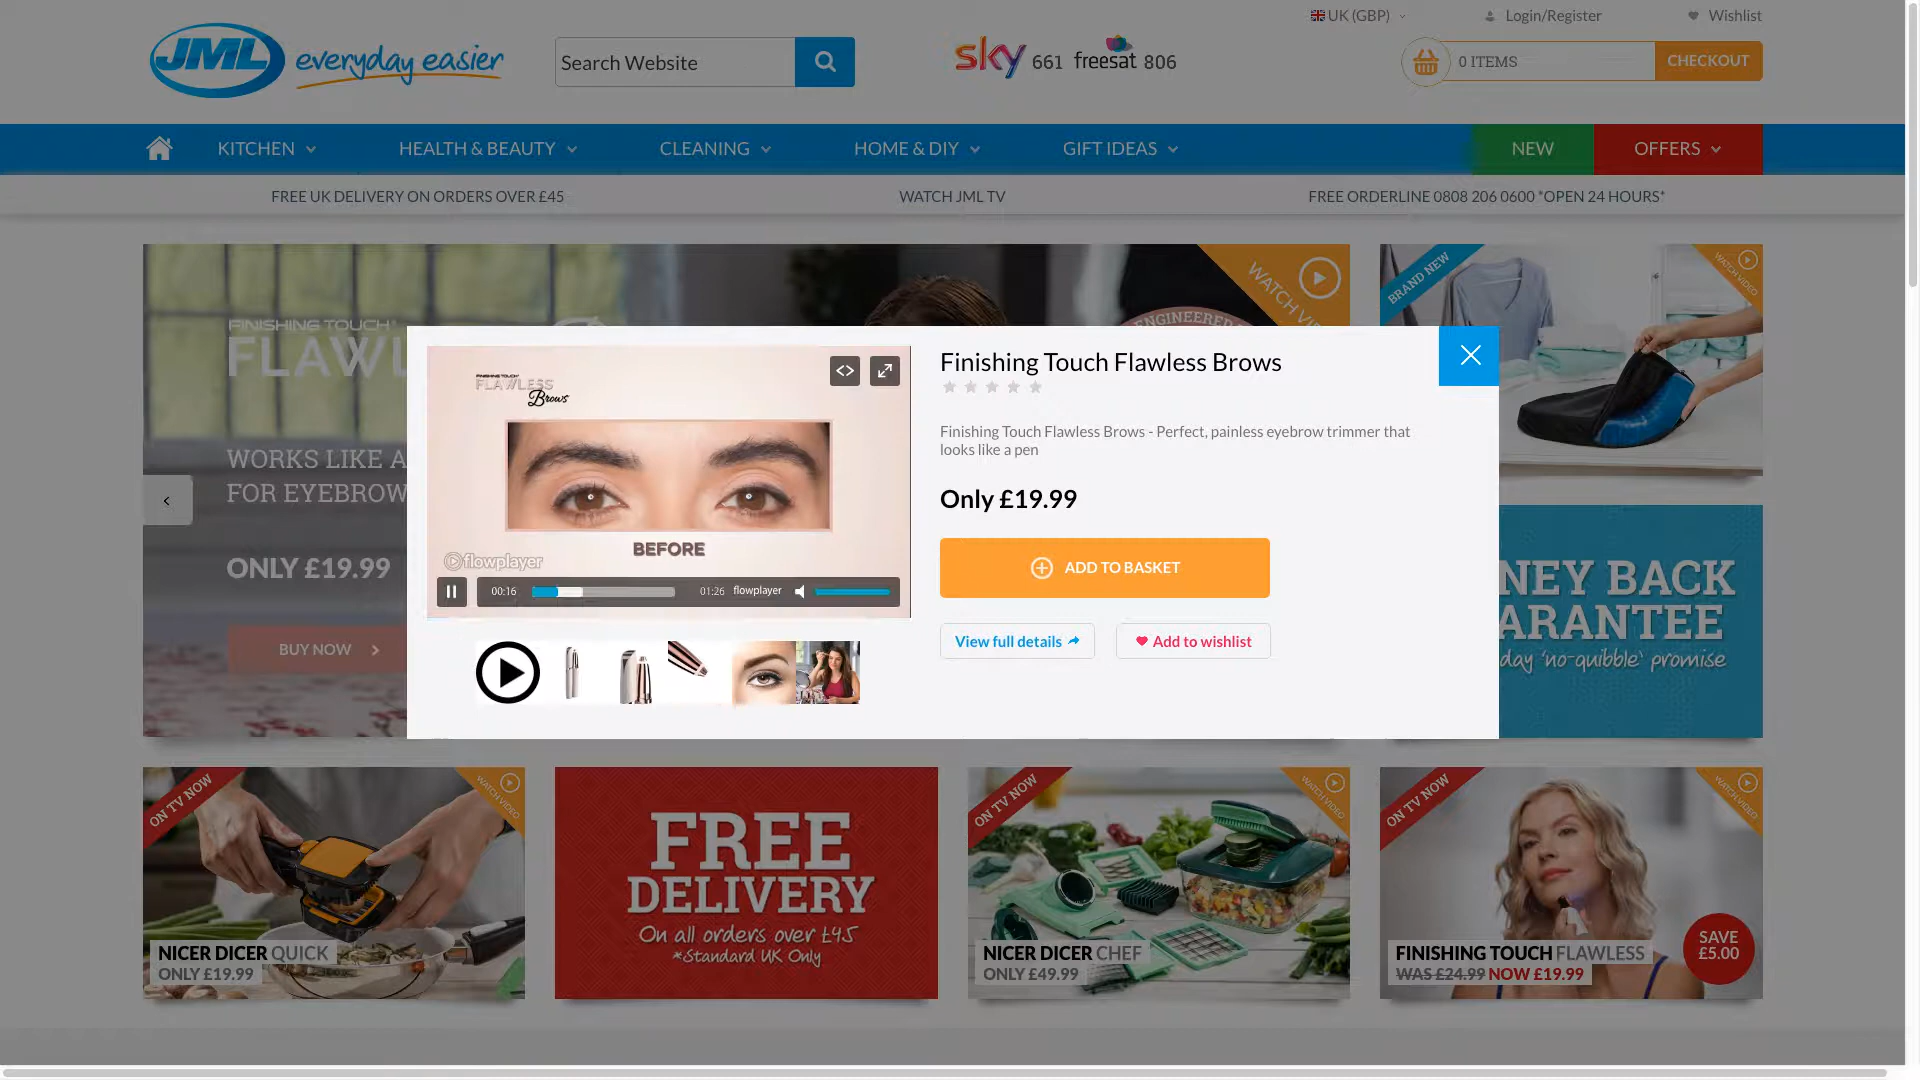 UK (GBP)
Login/Register
Wishlist
JML everyday easier
Search Website
sky 661 freesat 806
0 ITEMS
CHECKOUT
KITCHEN
HEALTH & BEAUTY
CLEANING
HOME & DIY
GIFT IDEAS
NEW
OFFERS
FREE UK DELIVERY ON ORDERS OVER £45
WATCH JML TV
FREE ORDERLINE 0808 206 0600 *OPEN 24 HOURS*
WATCH
BRAND NEW
WATCH VIDEO
FINISHING TOUCH
FLAWL
ENGINEERED
WORKS LIKE A
FOR EYEBROW
ONLY £19.99
BUY NOW
FINISHING TOUCH
FLAWLESS
Brows
BEFORE
flowplayer
00:16
01:26
flowplayer
Finishing Touch Flawless Brows
Finishing Touch Flawless Brows - Perfect, painless eyebrow trimmer that
looks like a pen
Only £19.99
ADD TO BASKET
View full details
Add to wishlist
NEY BACK
ARANTEE
day 'no-quibble' promise
ON TV NOW
WATCH VIDEO
NICER DICER QUICK
ONLY £19.99
FREE
DELIVERY
On all orders over £45
*Standard UK Only
ON TV NOW
WATCH VIDEO
NICER DICER CHEF
ONLY £49.99
ON TV NOW
WATCH VIDEO
FINISHING TOUCH FLAWLESS
WAS £24.99 NOW £19.99
SAVE
£5.00